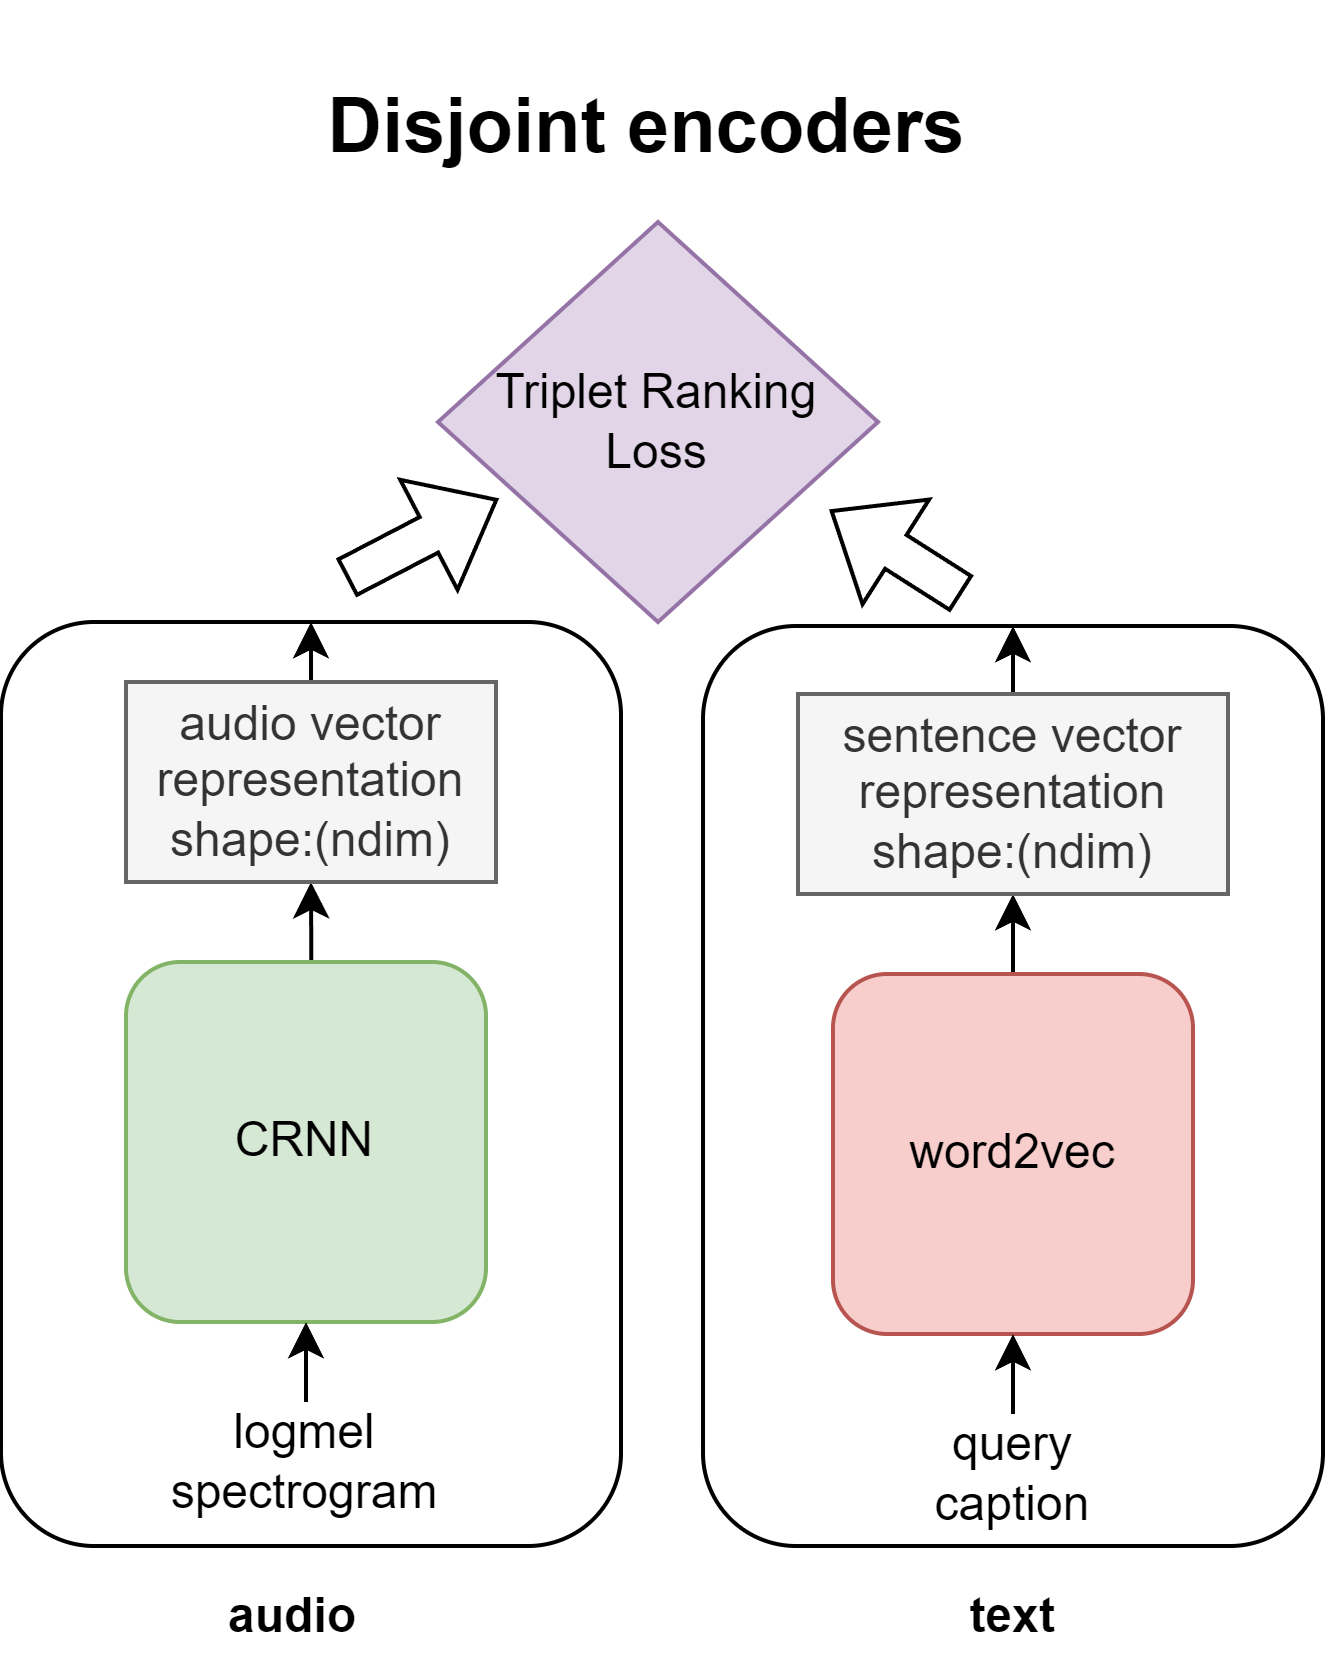 Disjoint encoders
Triplet Ranking
Loss
audio vector
representation
shape:(ndim)
CRNN
logmel
spectrogram
audio
sentence vector
representation
shape:(ndim)
word2vec
query
caption
text